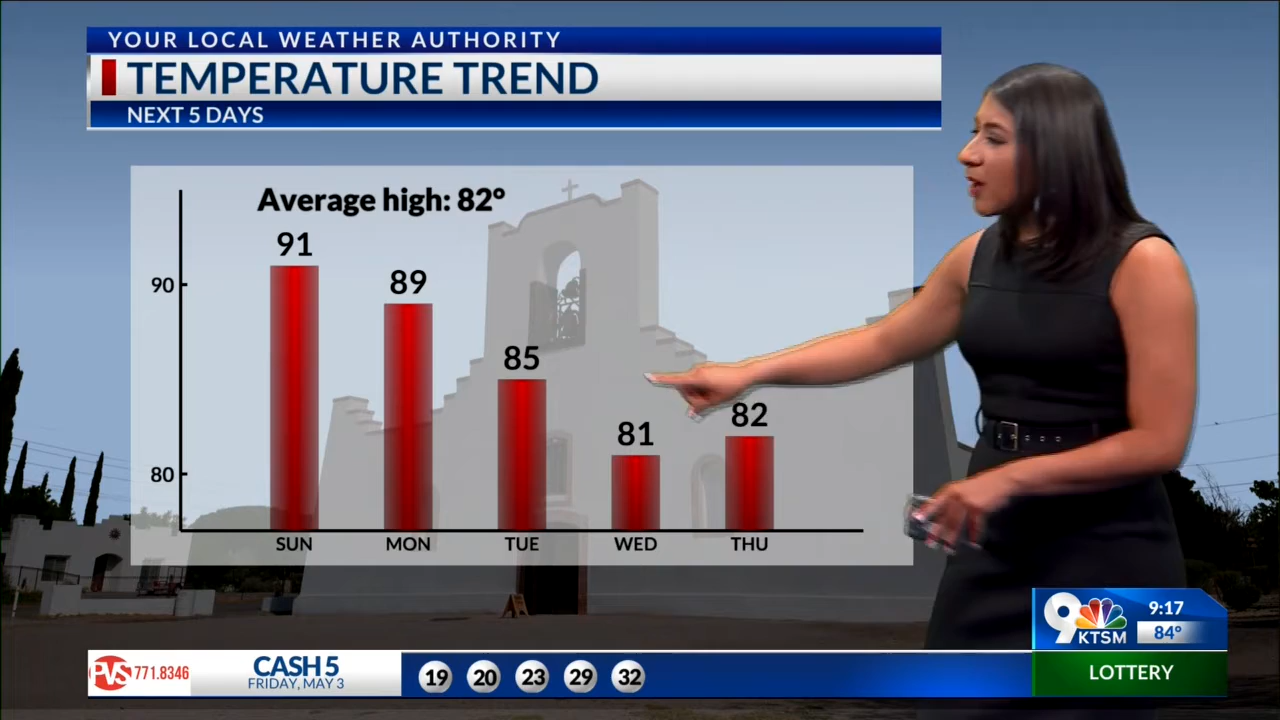 YOUR LOCAL WEATHER AUTHORITY
TEMPERATURE TREND
NEXT 5 DAYS
Average high: 82°
91
89
85
81
82
90
80
SUN MON TUE WED THU
9 KTSM
9:17
84°
PVS 771.8346
CASH 5
FRIDAY, MAY 3
19 20 23 29 32
LOTTERY